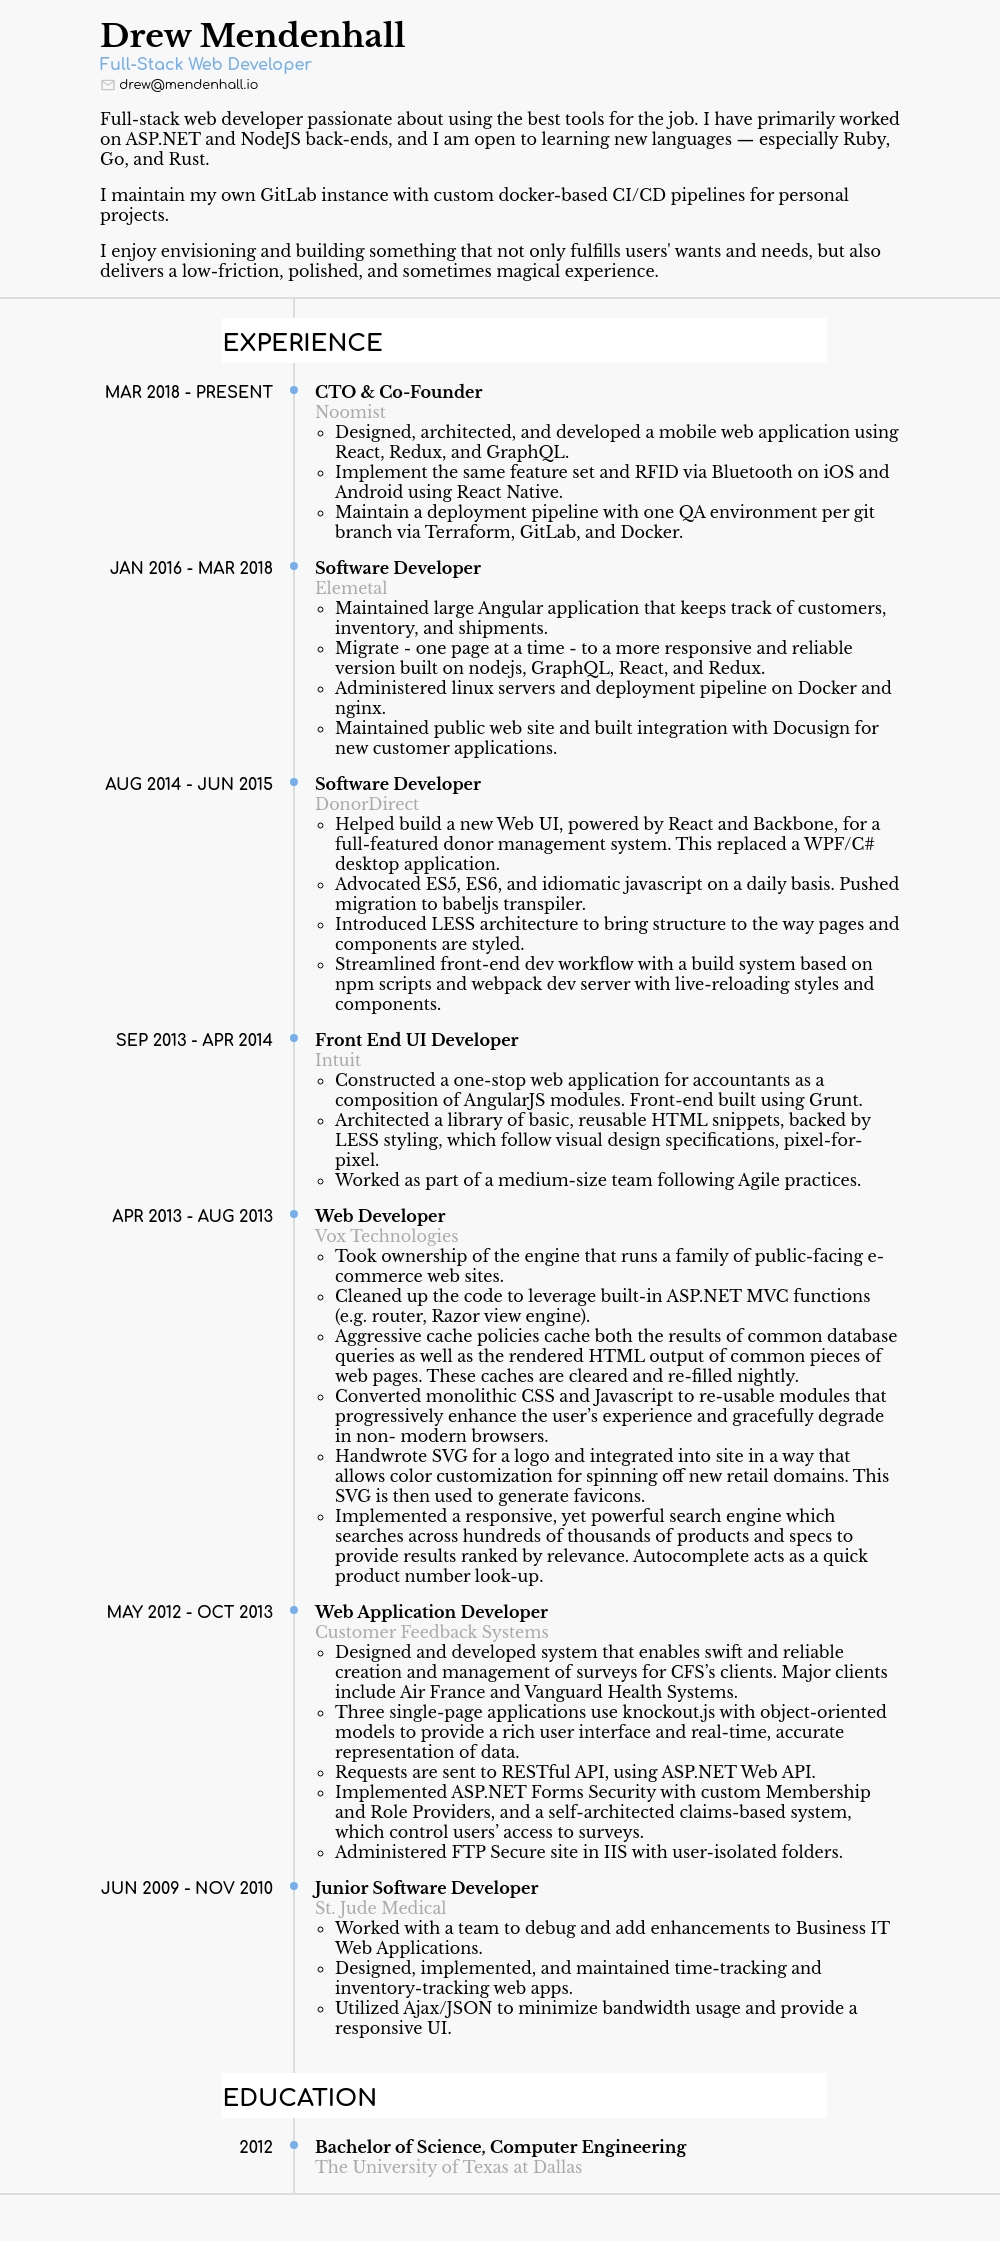 Drew Mendenhall
Full-Stack Web Developer
drew@mendenhall.io
Full-stack web developer passionate about using the best tools for the job. I have primarily worked
on ASP.NET and NodeJS back-ends, and I am open to learning new languages — especially Ruby,
Go, and Rust.
I maintain my own GitLab instance with custom docker-based CI/CD pipelines for personal
projects.
I enjoy envisioning and building something that not only fulfills users' wants and needs, but also
delivers a low-friction, polished, and sometimes magical experience.
EXPERIENCE
MAR 2018 - PRESENT
CTO & Co-Founder
Noomist
Designed, architected, and developed a mobile web application using
React, Redux, and GraphQL.
Implement the same feature set and RFID via Bluetooth on iOS and
Android using React Native.
Maintain a deployment pipeline with one QA environment per git
branch via Terraform, GitLab, and Docker.
JAN 2016 - MAR 2018
Software Developer
Elemetal
Maintained large Angular application that keeps track of customers,
inventory, and shipments.
Migrate - one page at a time - to a more responsive and reliable
version built on nodejs, GraphQL, React, and Redux.
Administered linux servers and deployment pipeline on Docker and
nginx.
Maintained public web site and built integration with Docusign for
new customer applications.
AUG 2014 - JUN 2015
Software Developer
DonorDirect
Helped build a new Web UI, powered by React and Backbone, for a
full-featured donor management system. This replaced a WPF/C#
desktop application.
Advocated ES5, ES6, and idiomatic javascript on a daily basis. Pushed
migration to babeljs transpiler.
Introduced LESS architecture to bring structure to the way pages and
components are styled.
Streamlined front-end dev workflow with a build system based on
npm scripts and webpack dev server with live-reloading styles and
components.
SEP 2013 - APR 2014
Front End UI Developer
Intuit
Constructed a one-stop web application for accountants as a
composition of AngularJS modules. Front-end built using Grunt.
Architected a library of basic, reusable HTML snippets, backed by
LESS styling, which follow visual design specifications, pixel-for-
pixel.
Worked as part of a medium-size team following Agile practices.
APR 2013 - AUG 2013
Web Developer
Vox Technologies
Took ownership of the engine that runs a family of public-facing e-
commerce web sites.
Cleaned up the code to leverage built-in ASP.NET MVC functions
(e.g. router, Razor view engine).
Aggressive cache policies cache both the results of common database
queries as well as the rendered HTML output of common pieces of
web pages. These caches are cleared and re-filled nightly.
Converted monolithic CSS and Javascript to re-usable modules that
progressively enhance the user’s experience and gracefully degrade
in non- modern browsers.
Handwrote SVG for a logo and integrated into site in a way that
allows color customization for spinning off new retail domains. This
SVG is then used to generate favicons.
Implemented a responsive, yet powerful search engine which
searches across hundreds of thousands of products and specs to
provide results ranked by relevance. Autocomplete acts as a quick
product number look-up.
MAY 2012 - OCT 2013
Web Application Developer
Customer Feedback Systems
Designed and developed system that enables swift and reliable
creation and management of surveys for CFS’s clients. Major clients
include Air France and Vanguard Health Systems.
Three single-page applications use knockout.js with object-oriented
models to provide a rich user interface and real-time, accurate
representation of data.
Requests are sent to RESTful API, using ASP.NET Web API.
Implemented ASP.NET Forms Security with custom Membership
and Role Providers, and a self-architected claims-based system,
which control users’ access to surveys.
Administered FTP Secure site in IIS with user-isolated folders.
JUN 2009 - NOV 2010
Junior Software Developer
St. Jude Medical
Worked with a team to debug and add enhancements to Business IT
Web Applications.
Designed, implemented, and maintained time-tracking and
inventory-tracking web apps.
Utilized Ajax/JSON to minimize bandwidth usage and provide a
responsive UI.
EDUCATION
2012
Bachelor of Science, Computer Engineering
The University of Texas at Dallas